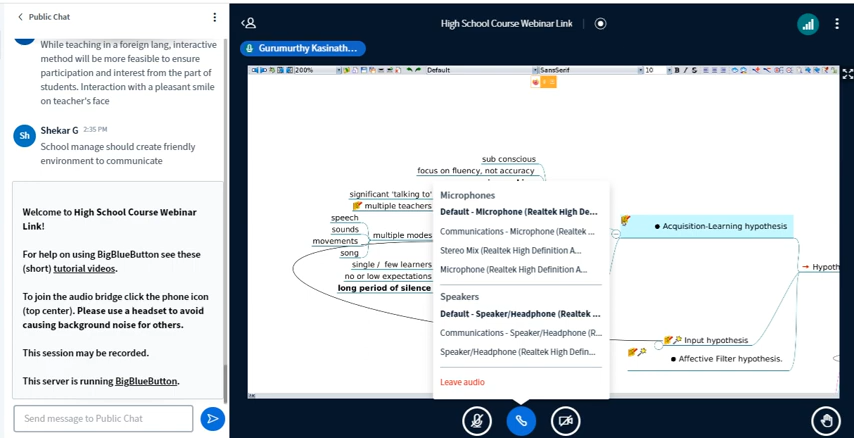 Public Chat
While teaching in a foreign lang, interactive
method will be more feasible to ensure
participation and interest from the part of
students. Interaction with a pleasant smile
on teacher's face
Sh
Shekar G 2:35 PM
School manage should create friendly
environment to communicate
Welcome to High School Course Webinar
Link!
For help on using BigBlueButton see these
(short) tutorial videos.
To join the audio bridge click the phone icon
(top center). Please use a headset to avoid
causing background noise for others.
This session may be recorded.
This server is running BigBlueButton.
Send message to Public Chat
High School Course Webinar Link
Gurumurthy Kasinath...
200%
Default
SansSerif
10
B I S
sub conscious
focus on fluency, not accuracy
significant 'talking to'
multiple teachers
speech
sounds
movements
song
multiple modes
single / few learners
no or low expectations
long period of silence
Microphones
Default - Microphone (Realtek High De...
Communications - Microphone (Realtek ...
Stereo Mix (Realtek High Definition A...
Microphone (Realtek High Definition A...
Speakers
Default - Speaker/Headphone (Realtek ...
Communications - Speaker/Headphone (R...
Speaker/Headphone (Realtek High Defin...
Leave audio
Acquisition-Learning hypothesis
Hypoth
Input hypothesis
Affective Filter hypothesis.